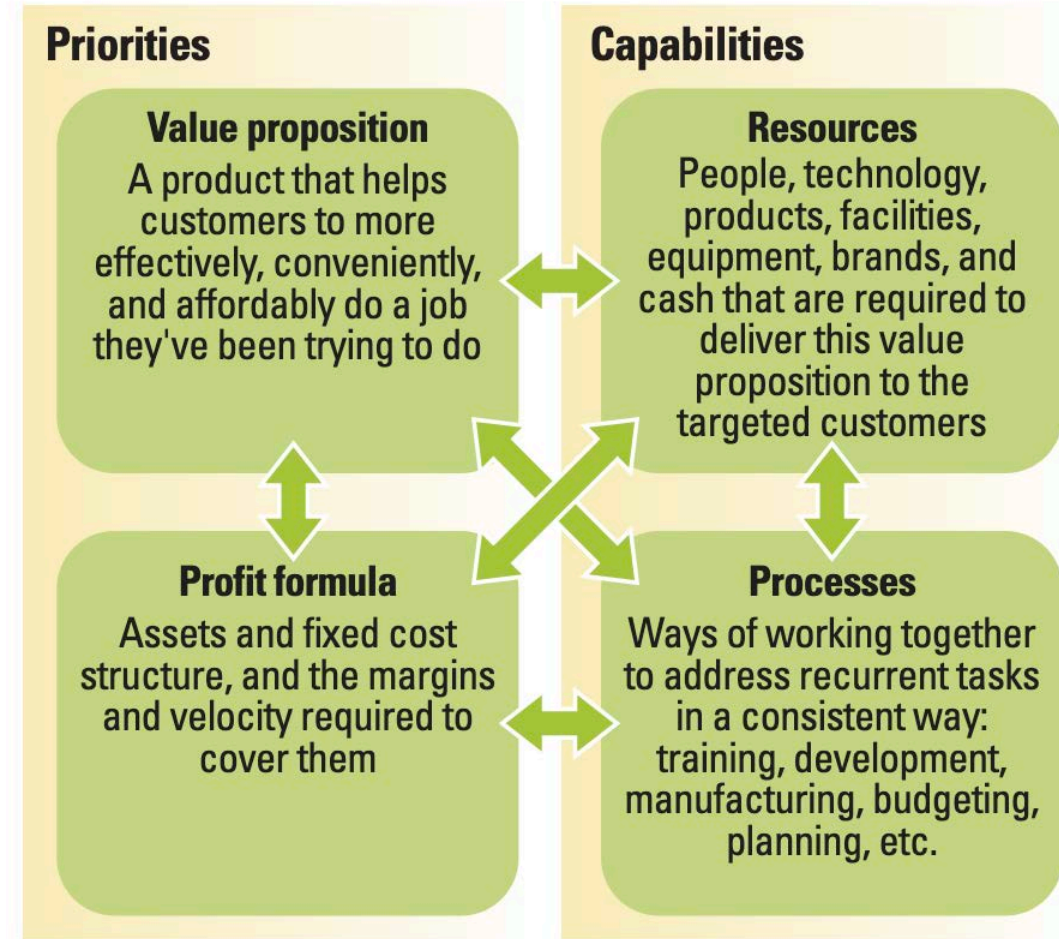 Priorities
Value proposition
A product that helps
customers to more
effectively, conveniently,
and affordably do a job
they've been trying to do
Profit formula
Assets and fixed cost
structure, and the margins
and velocity required to
cover them
Capabilities
Resources
People, technology,
products, facilities,
equipment, brands, and
cash that are required to
deliver this value
proposition to the
targeted customers
Processes
Ways of working together
to address recurrent tasks
in a consistent way:
training, development,
manufacturing, budgeting,
planning, etc.